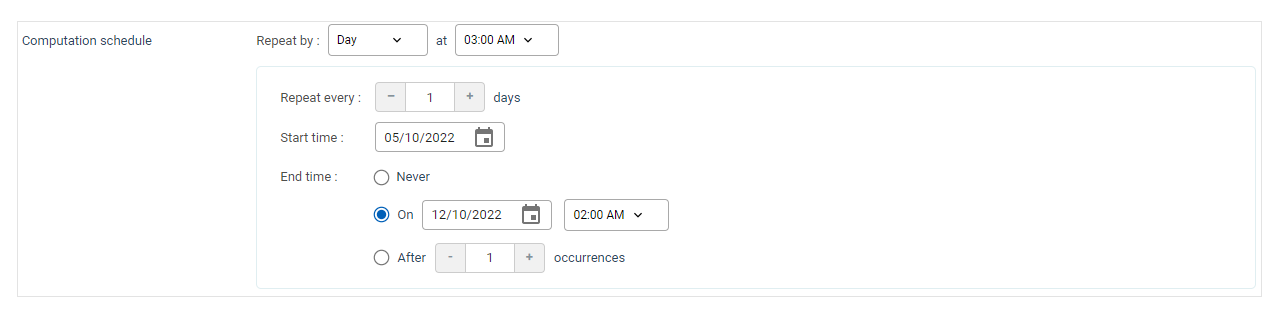 Computation schedule Repeat by : Day at 03:00 AM
Repeat every : − 1 + days
Start time : 05/10/2022
End time : Never
On 12/10/2022 02:00 AM
After - 1 + occurrences